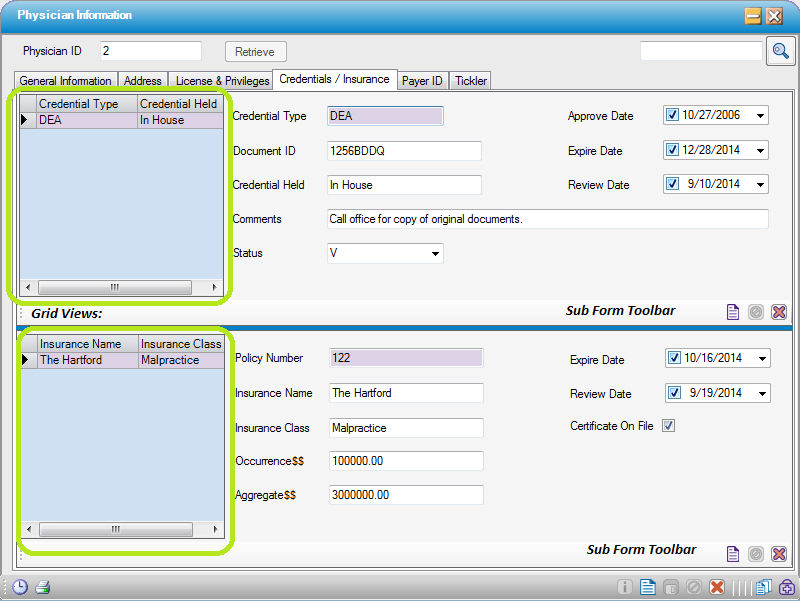 Physician Information
Physician ID 2 Retrieve
General Information Address License & Privileges Credentials / Insurance Payer ID Tickler
Credential Type Credential Held
DEA In House
Credential Type DEA Approve Date 10/27/2006
Document ID 1256BDDQ Expire Date 12/28/2014
Credential Held In House Review Date 9/10/2014
Comments Call office for copy of original documents.
Status V
Grid Views: Sub Form Toolbar
Insurance Name Insurance Class
The Hartford Malpractice
Policy Number 122 Expire Date 10/16/2014
Insurance Name The Hartford Review Date 9/19/2014
Insurance Class Malpractice Certificate On File
Occurrence$$ 100000.00
Aggregate$$ 3000000.00
Sub Form Toolbar